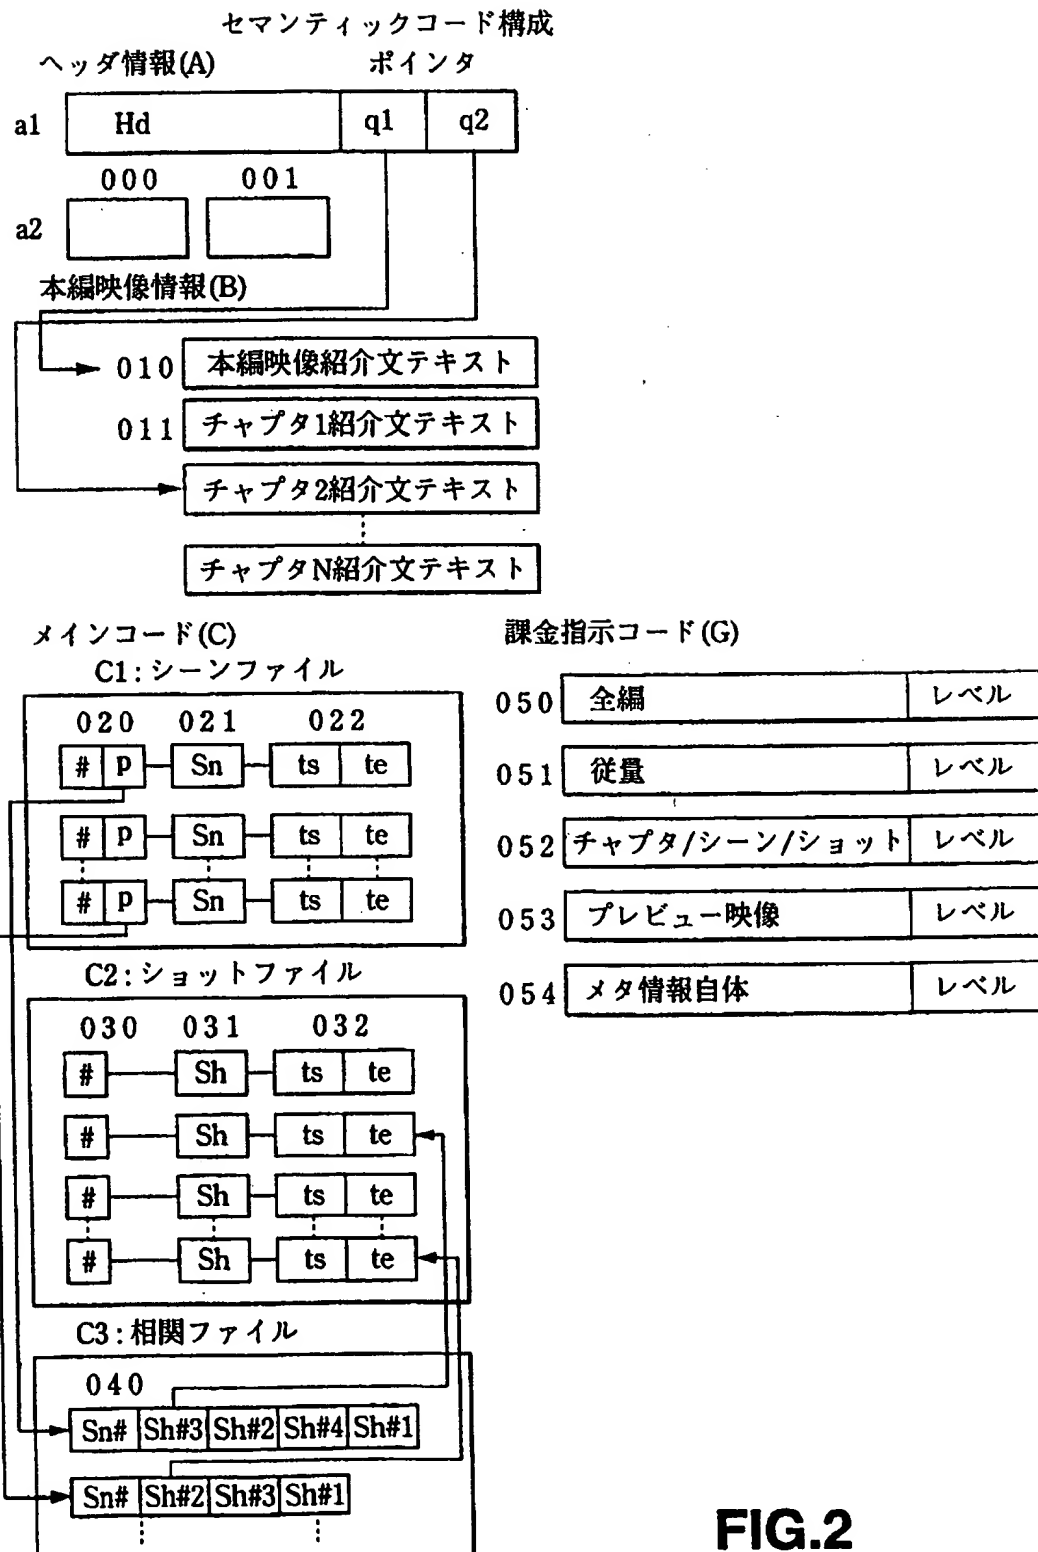 セマンティックコード構成
ヘッダ情報(A) ポインタ
a1 Hd q1 q2
000 001
a2
本編映像情報(B)
010 本編映像紹介文テキスト
011 チャプタ1紹介文テキスト
チャプタ2紹介文テキスト
チャプタN紹介文テキスト
メインコード(C)
C1:シーンファイル
020 021 022
# p Sn ts te
# p Sn ts te
# p Sn ts te
C2:ショットファイル
030 031 032
# Sh ts te
# Sh ts te
# Sh ts te
# Sh ts te
C3:相関ファイル
040
Sn# Sh#3 Sh#2 Sh#4 Sh#1
Sn# Sh#2 Sh#3 Sh#1
課金指示コード(G)
050 全編 レベル
051 従量 レベル
052 チャプタ/シーン/ショット レベル
053 プレビュー映像 レベル
054 メタ情報自体 レベル
FIG.2